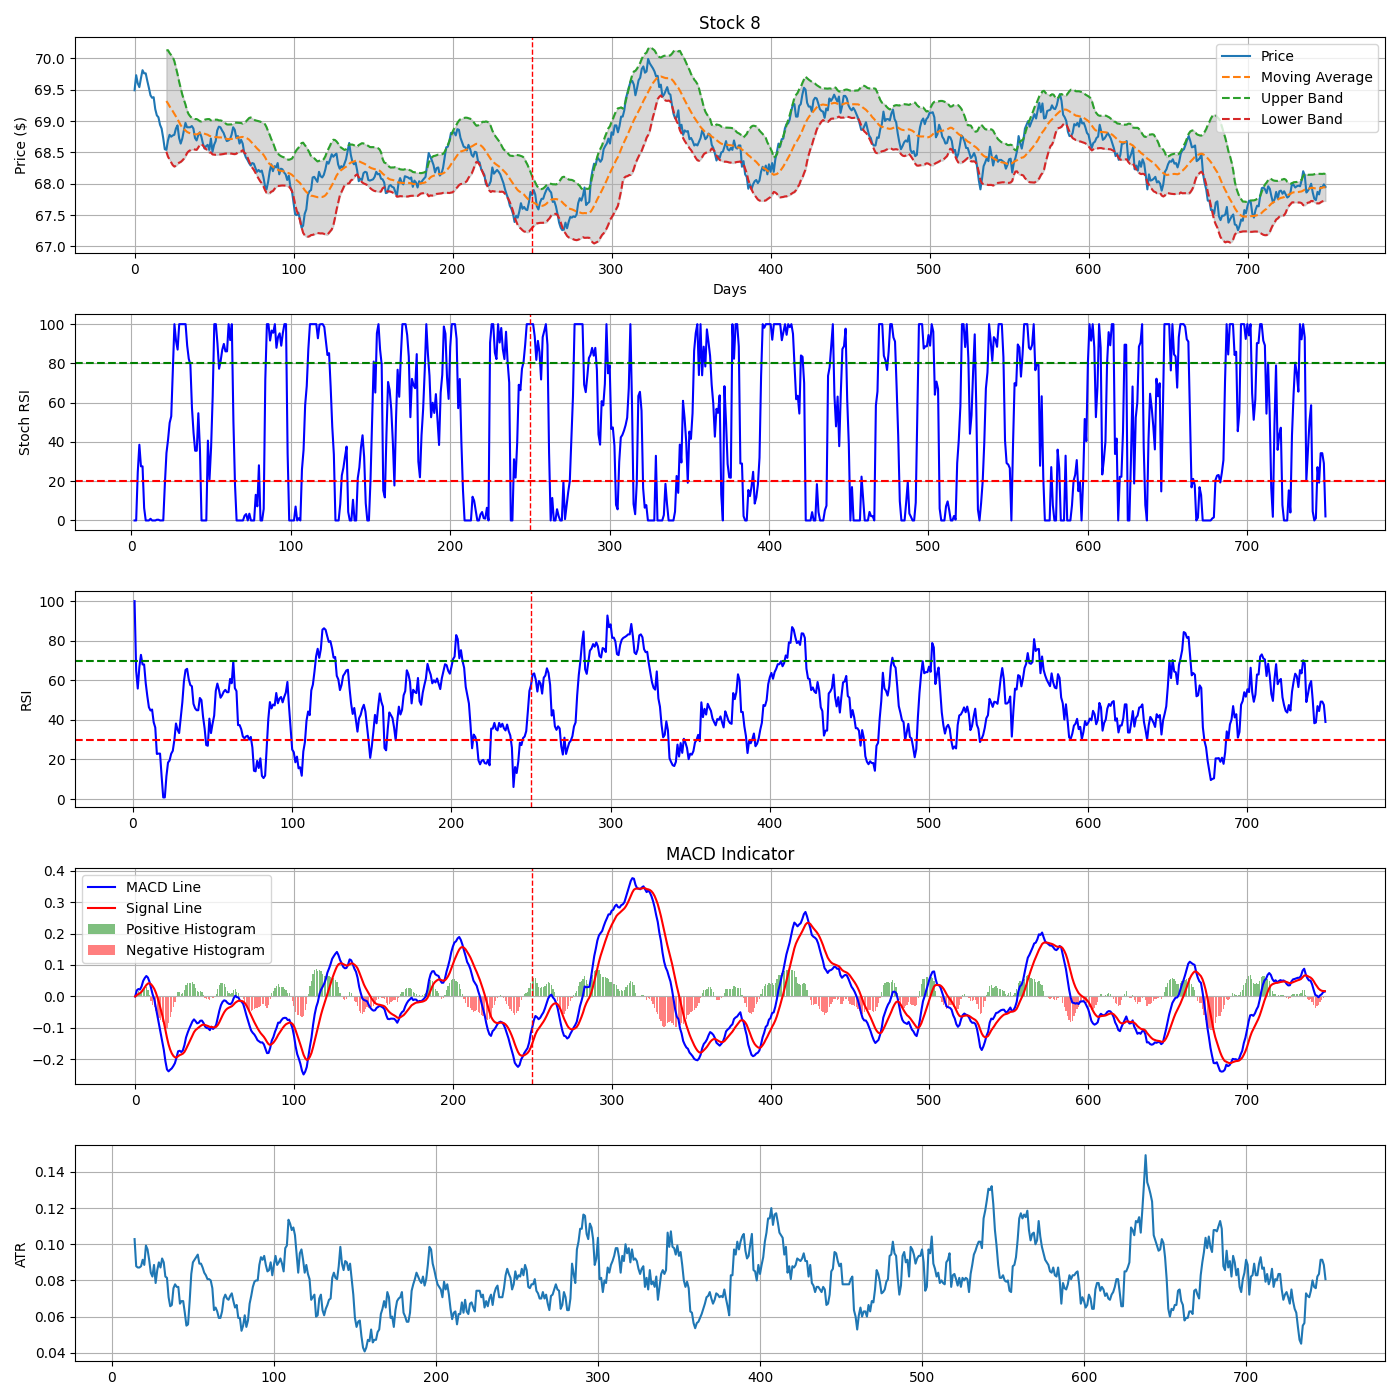 Stock 8
Price ($)
70.0
69.5
69.0
68.5
68.0
67.5
67.0
Price
Moving Average
Upper Band
Lower Band
0 100 200 300 400 500 600 700
Days
Stoch RSI
100
80
60
40
20
0
0 100 200 300 400 500 600 700
RSI
100
80
60
40
20
0
0 100 200 300 400 500 600 700
MACD Indicator
0.4
0.3
0.2
0.1
0.0
−0.1
−0.2
MACD Line
Signal Line
Positive Histogram
Negative Histogram
0 100 200 300 400 500 600 700
ATR
0.14
0.12
0.10
0.08
0.06
0.04
0 100 200 300 400 500 600 700